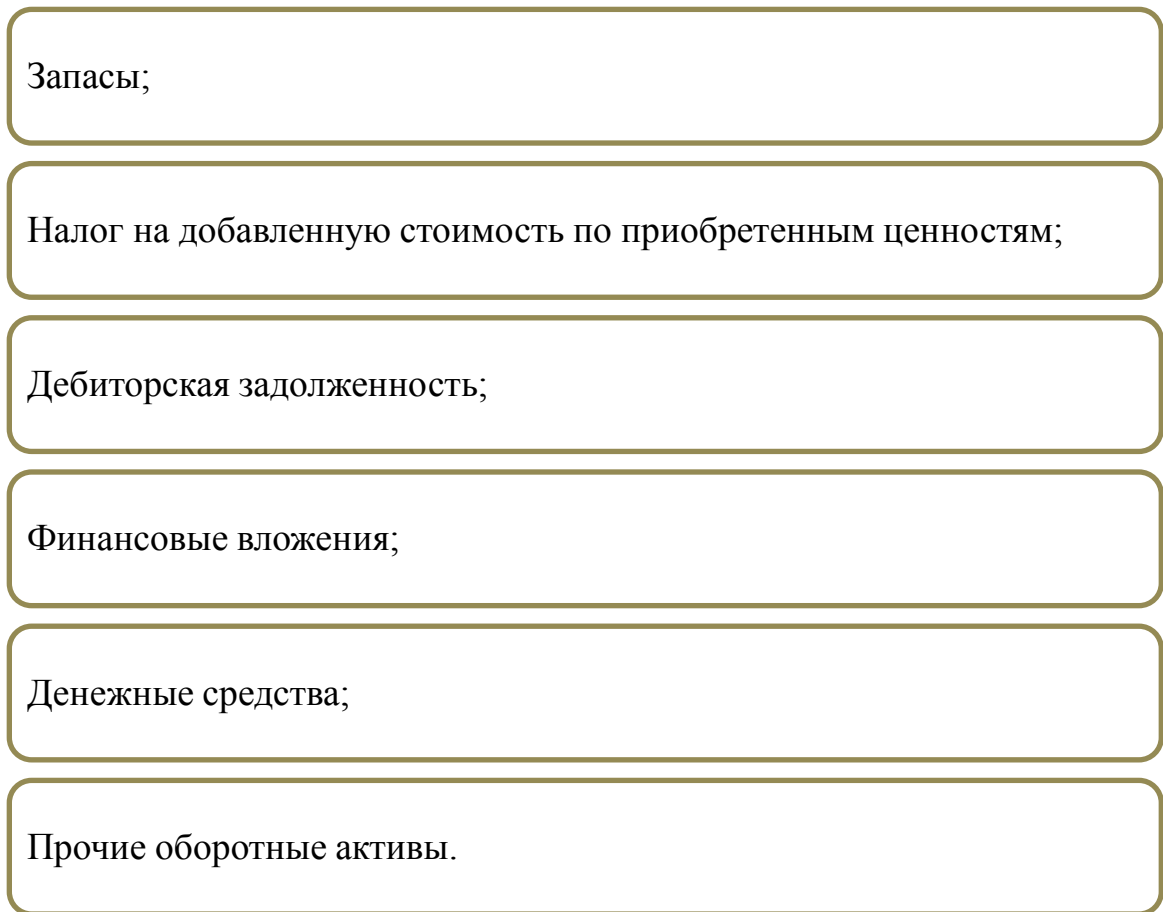 Запасы;
Налог на добавленную стоимость по приобретенным ценностям;
Дебиторская задолженность;
Финансовые вложения;
Денежные средства;
Прочие оборотные активы.